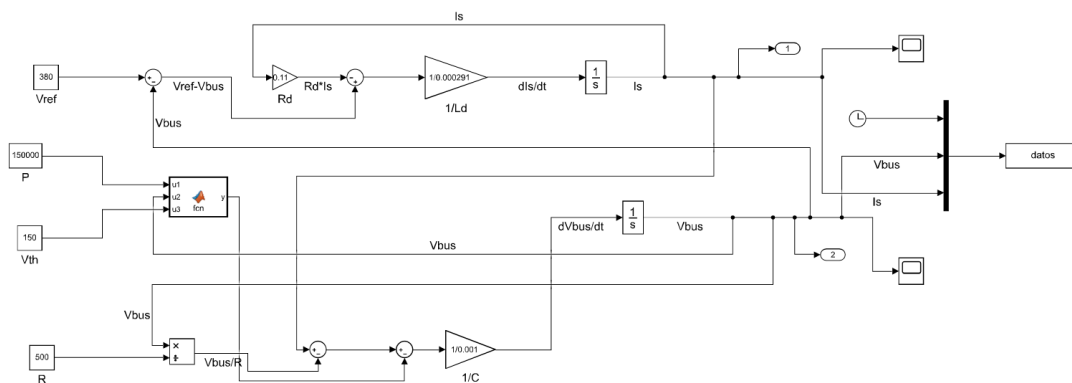 Is
380
Vref
Vref-Vbus
0.11
Rd
Rd*Is
1/0.000291
1/Ld
dIs/dt
1
s
Is
1
Vbus
150000
P
u1
u2
u3
fcn
y
150
Vth
Vbus
dVbus/dt
1
s
Vbus
2
Vbus
Is
datos
Vbus
500
R
Vbus/R
1/0.001
1/C